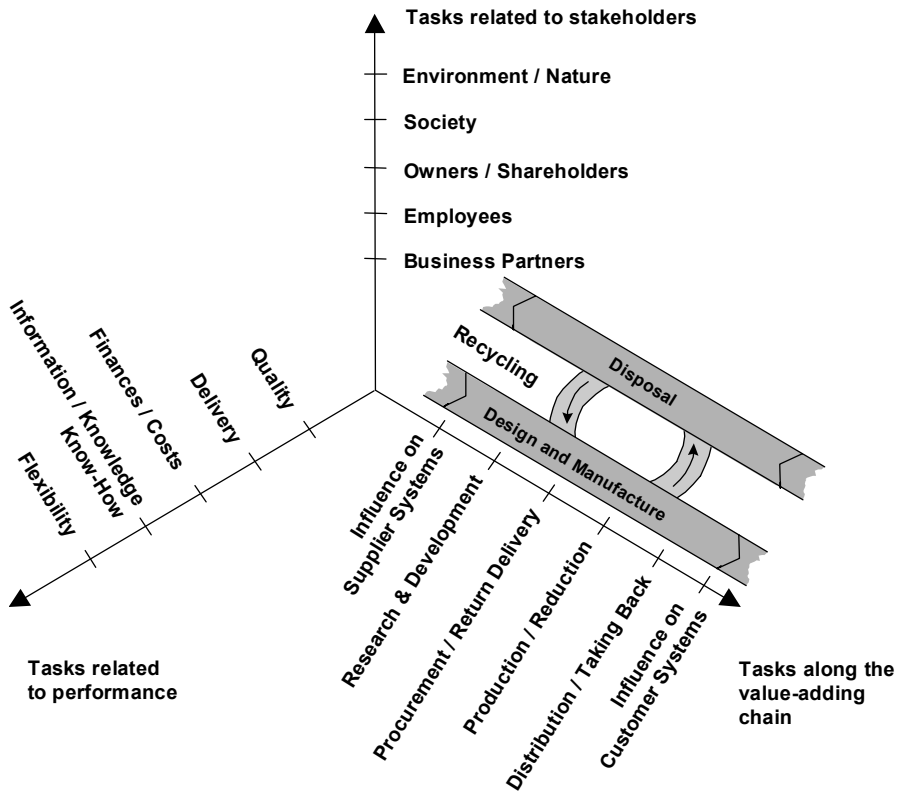 Tasks related to stakeholders
Environment / Nature
Society
Owners / Shareholders
Employees
Business Partners
Recycling
Disposal
Design and Manufacture
Quality
Delivery
Finances / Costs
Information / Knowledge
Know-How
Flexibility
Influence on
Supplier Systems
Research & Development
Procurement / Return Delivery
Production / Reduction
Distribution / Taking Back
Influence on
Customer Systems
Tasks related
to performance
Tasks along the
value-adding
chain